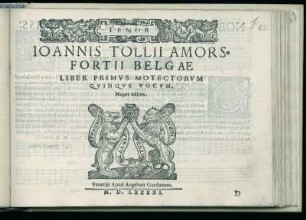 TENOR
IOANNIS TOLLII AMORS-
FORTII BELGAE
LIBER PRIMVS MOTECTORVM
QVINQVE VOCVM.
Nuper editus.
Venetijs Apud Angelum Gardanum.
M. D. LXXXXI.
D